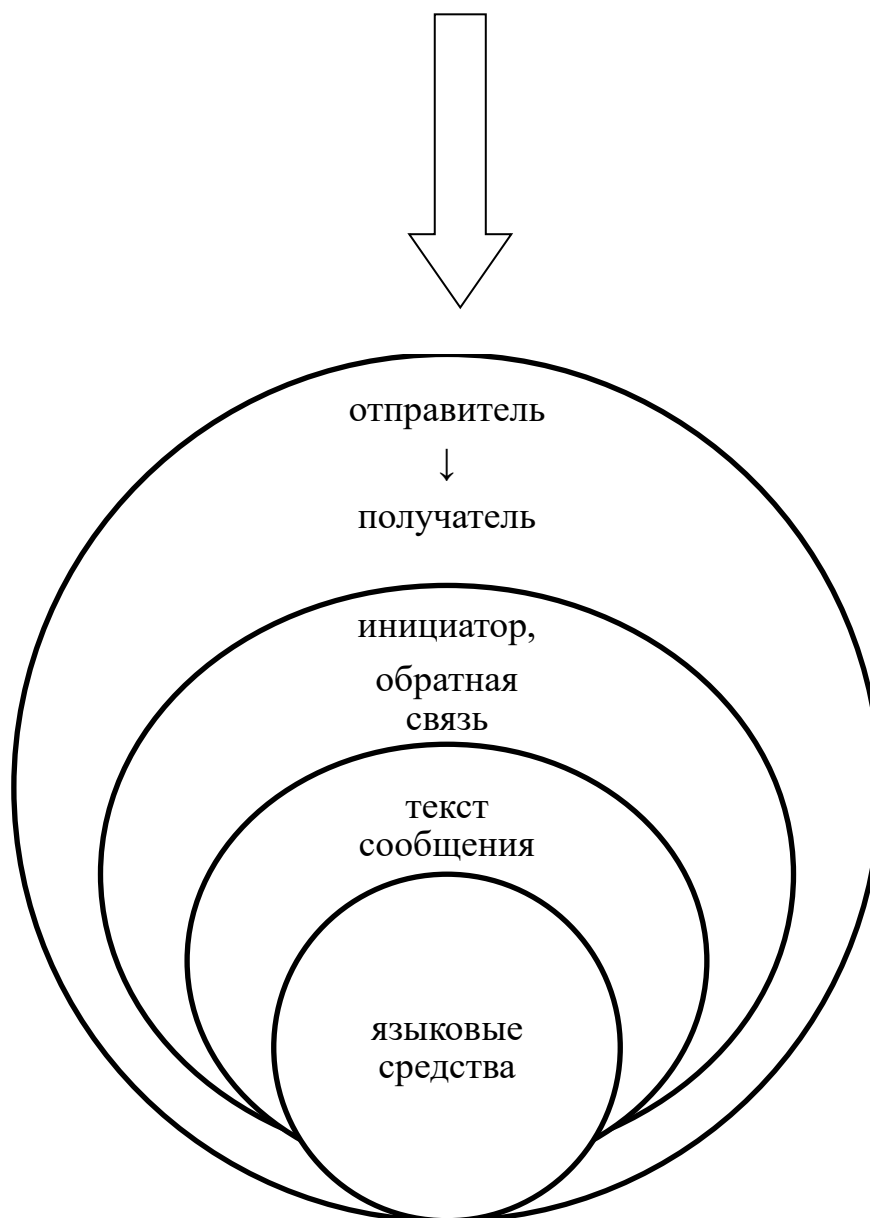 отправитель
↓
получатель
инициатор,
обратная
связь
текст
сообщения
языковые
средства